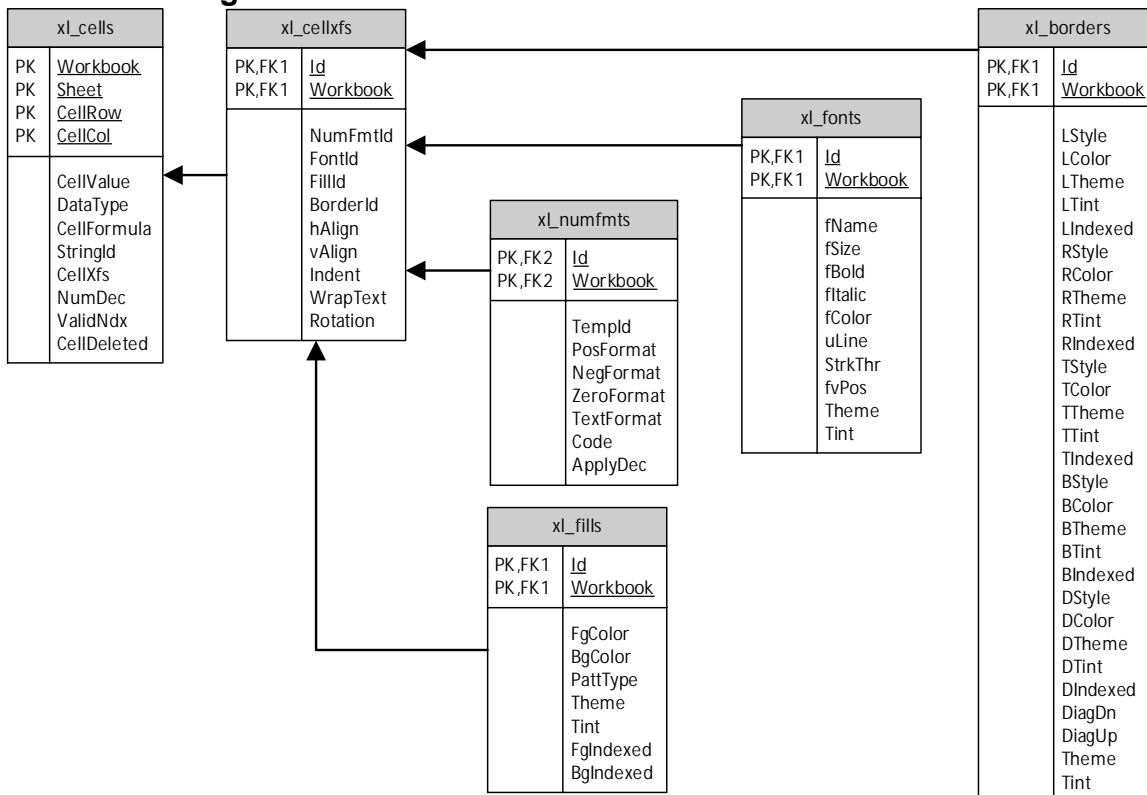 xl_cells
PK Workbook
PK Sheet
PK CellRow
PK CellCol
CellValue
DataType
CellFormula
StringId
CellXfs
NumDec
ValidNdx
CellDeleted
xl_cellxfs
PK,FK1 Id
PK,FK1 Workbook
NumFmtId
FontId
FillId
BorderId
hAlign
vAlign
Indent
WrapText
Rotation
xl_numfmts
PK,FK2 Id
PK,FK2 Workbook
TempId
PosFormat
NegFormat
ZeroFormat
TextFormat
Code
ApplyDec
xl_fills
PK,FK1 Id
PK,FK1 Workbook
FgColor
BgColor
PattType
Theme
Tint
FgIndexed
BgIndexed
xl_fonts
PK,FK1 Id
PK,FK1 Workbook
fName
fSize
fBold
fItalic
fColor
uLine
StrkThr
fvPos
Theme
Tint
xl_borders
PK,FK1 Id
PK,FK1 Workbook
LStyle
LColor
LTheme
LTint
LIndexed
RStyle
RColor
RTheme
RTint
RIndexed
TStyle
TColor
TTheme
TTint
TIndexed
BStyle
BColor
BTheme
BTint
BIndexed
DStyle
DColor
DTheme
DTint
DIndexed
DiagDn
DiagUp
Theme
Tint